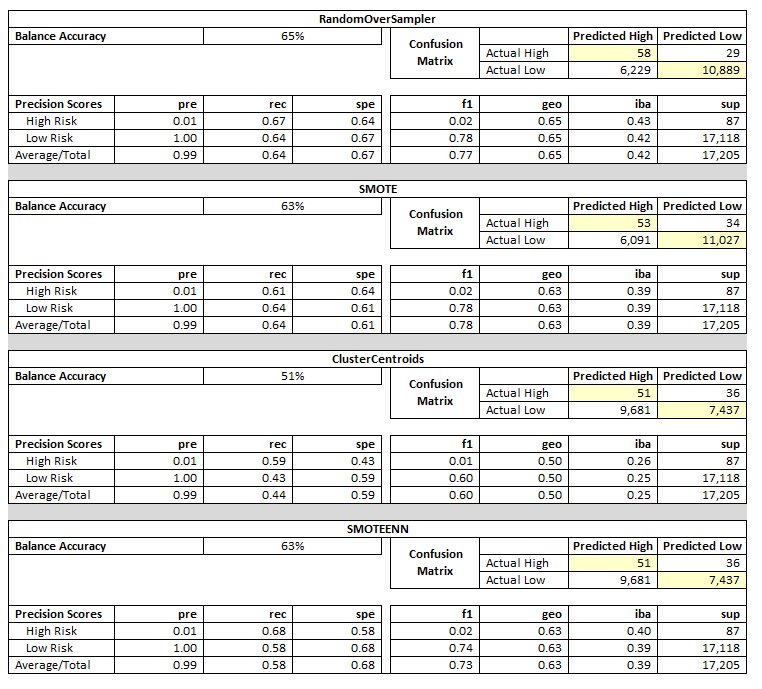 RandomOverSampler
Balance Accuracy 65% Confusion Matrix Predicted High Predicted Low
Actual High 58 29
Actual Low 6,229 10,889
Precision Scores pre rec spe f1 geo iba sup
High Risk 0.01 0.67 0.64 0.02 0.65 0.43 87
Low Risk 1.00 0.64 0.67 0.78 0.65 0.42 17,118
Average/Total 0.99 0.64 0.67 0.77 0.65 0.42 17,205
SMOTE
Balance Accuracy 63% Confusion Matrix Predicted High Predicted Low
Actual High 53 34
Actual Low 6,091 11,027
Precision Scores pre rec spe f1 geo iba sup
High Risk 0.01 0.61 0.64 0.02 0.63 0.39 87
Low Risk 1.00 0.64 0.61 0.78 0.63 0.39 17,118
Average/Total 0.99 0.64 0.61 0.78 0.63 0.39 17,205
ClusterCentroids
Balance Accuracy 51% Confusion Matrix Predicted High Predicted Low
Actual High 51 36
Actual Low 9,681 7,437
Precision Scores pre rec spe f1 geo iba sup
High Risk 0.01 0.59 0.43 0.01 0.50 0.26 87
Low Risk 1.00 0.43 0.59 0.60 0.50 0.25 17,118
Average/Total 0.99 0.44 0.59 0.60 0.50 0.25 17,205
SMOTEENN
Balance Accuracy 63% Confusion Matrix Predicted High Predicted Low
Actual High 51 36
Actual Low 9,681 7,437
Precision Scores pre rec spe f1 geo iba sup
High Risk 0.01 0.68 0.58 0.02 0.63 0.40 87
Low Risk 1.00 0.58 0.68 0.74 0.63 0.39 17,118
Average/Total 0.99 0.58 0.68 0.73 0.63 0.39 17,205